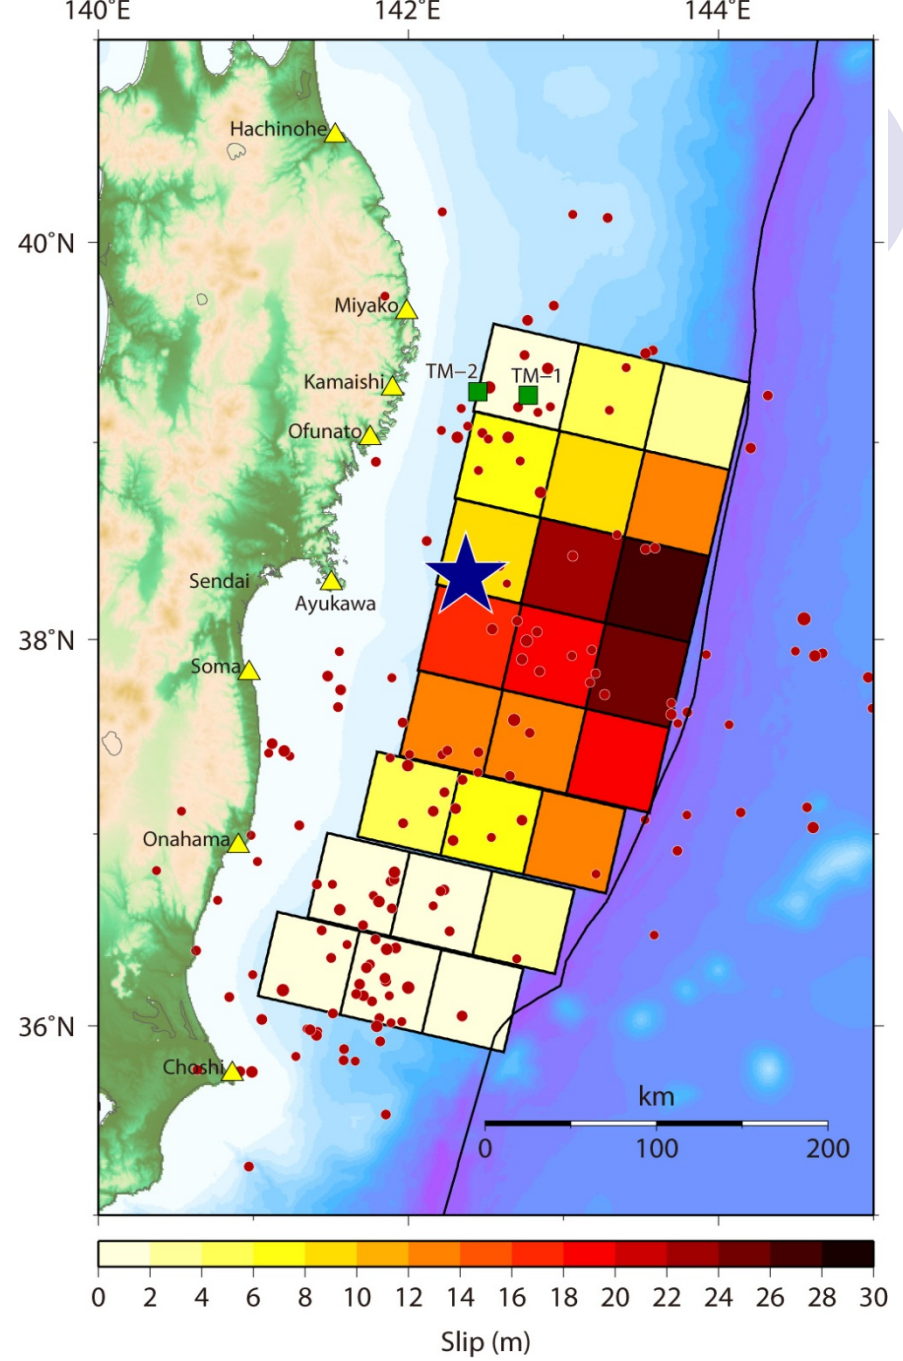 140°E 142°E 144°E
Hachinohe
40°N
Miyako
TM−2 TM−1
Kamaishi
Ofunato
Sendai
Ayukawa
38°N
Soma
Onahama
36°N
Choshi
km
0 100 200
0 2 4 6 8 10 12 14 16 18 20 22 24 26 28 30
Slip (m)